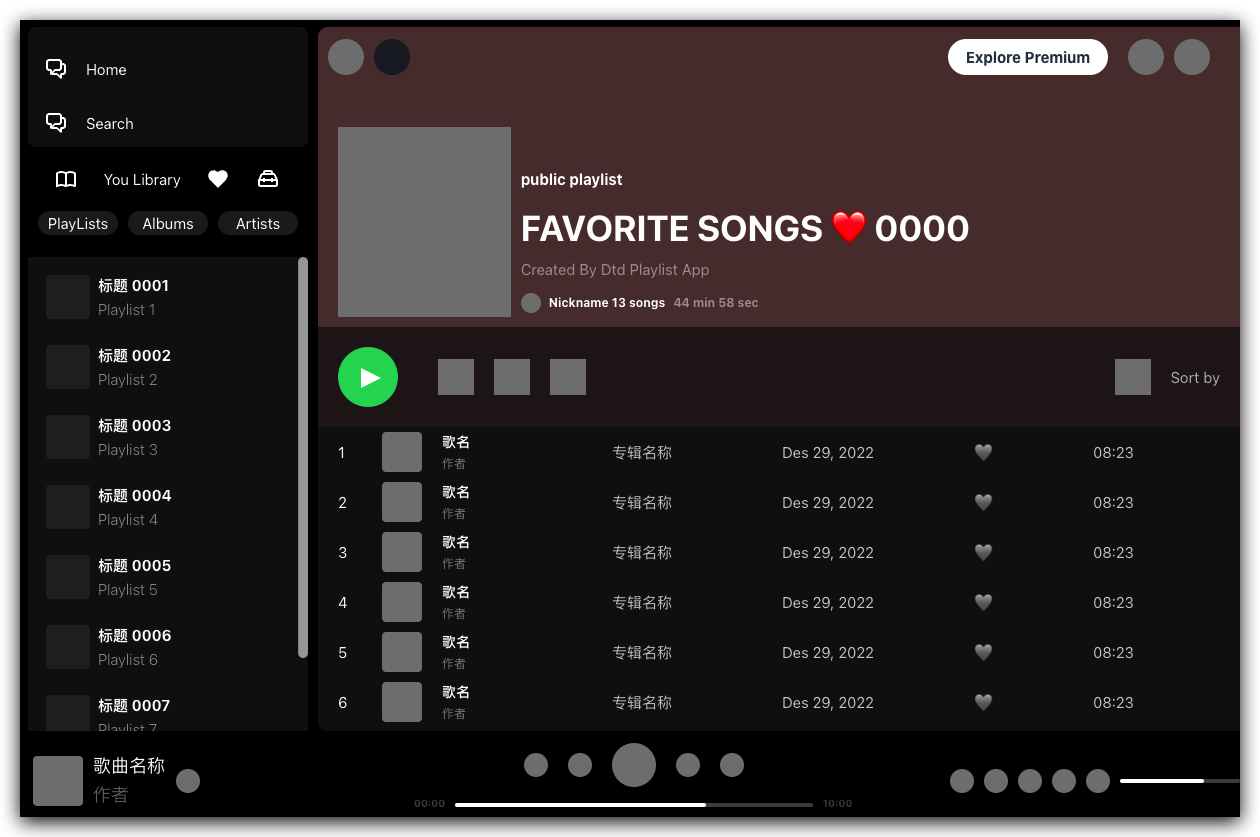 Home
Search
You Library
PlayLists Albums Artists
标题 0001
Playlist 1
标题 0002
Playlist 2
标题 0003
Playlist 3
标题 0004
Playlist 4
标题 0005
Playlist 5
标题 0006
Playlist 6
标题 0007
Playlist 7
Explore Premium
public playlist
FAVORITE SONGS ❤️ 0000
Created By Dtd Playlist App
Nickname 13 songs 44 min 58 sec
Sort by
1 歌名 专辑名称 Des 29, 2022 08:23
作者
2 歌名 专辑名称 Des 29, 2022 08:23
作者
3 歌名 专辑名称 Des 29, 2022 08:23
作者
4 歌名 专辑名称 Des 29, 2022 08:23
作者
5 歌名 专辑名称 Des 29, 2022 08:23
作者
6 歌名 专辑名称 Des 29, 2022 08:23
作者
歌曲名称
作者
00:00 10:00